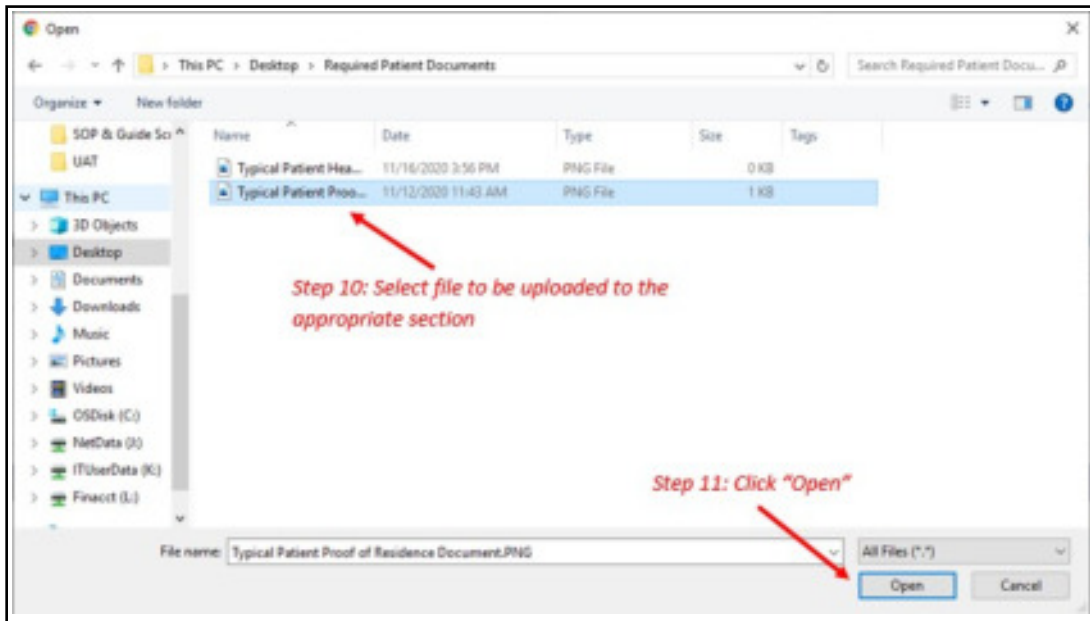 Open
This PC > Desktop > Required Patient Documents
Search Required Patient Docu...
Organize
New folder
Name Date Type Size Tags
SOP & Guide Scr
UAT
This PC
3D Objects
Desktop
Documents
Downloads
Music
Pictures
Videos
OSDisk (C:)
NetData (J:)
ITUserData (K:)
Finacct (L:)
Typical Patient Hea... 11/16/2020 3:56 PM PNG File 0 KB
Typical Patient Proo... 11/12/2020 11:43 AM PNG File 1 KB
Step 10: Select file to be uploaded to the
appropriate section
Step 11: Click "Open"
File name: Typical Patient Proof of Residence Document.PNG
All Files (*.*)
Open
Cancel